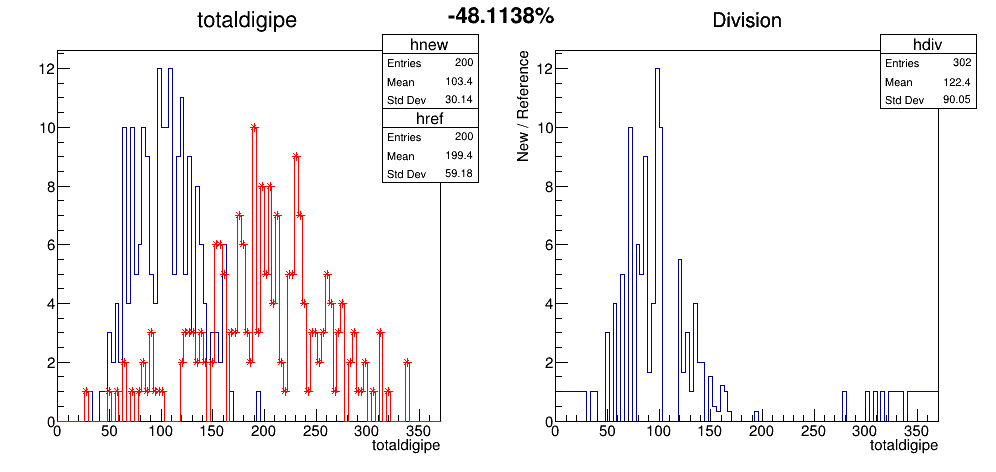 -48.1138%
totaldigipe
hnew
Entries 200
Mean 103.4
Std Dev 30.14
href
Entries 200
Mean 199.4
Std Dev 59.18
12
10
8
6
4
2
0
0 50 100 150 200 250 300 350
totaldigipe
Division
hdiv
Entries 302
Mean 122.4
Std Dev 90.05
New / Reference
12
10
8
6
4
2
0
0 50 100 150 200 250 300 350
totaldigipe